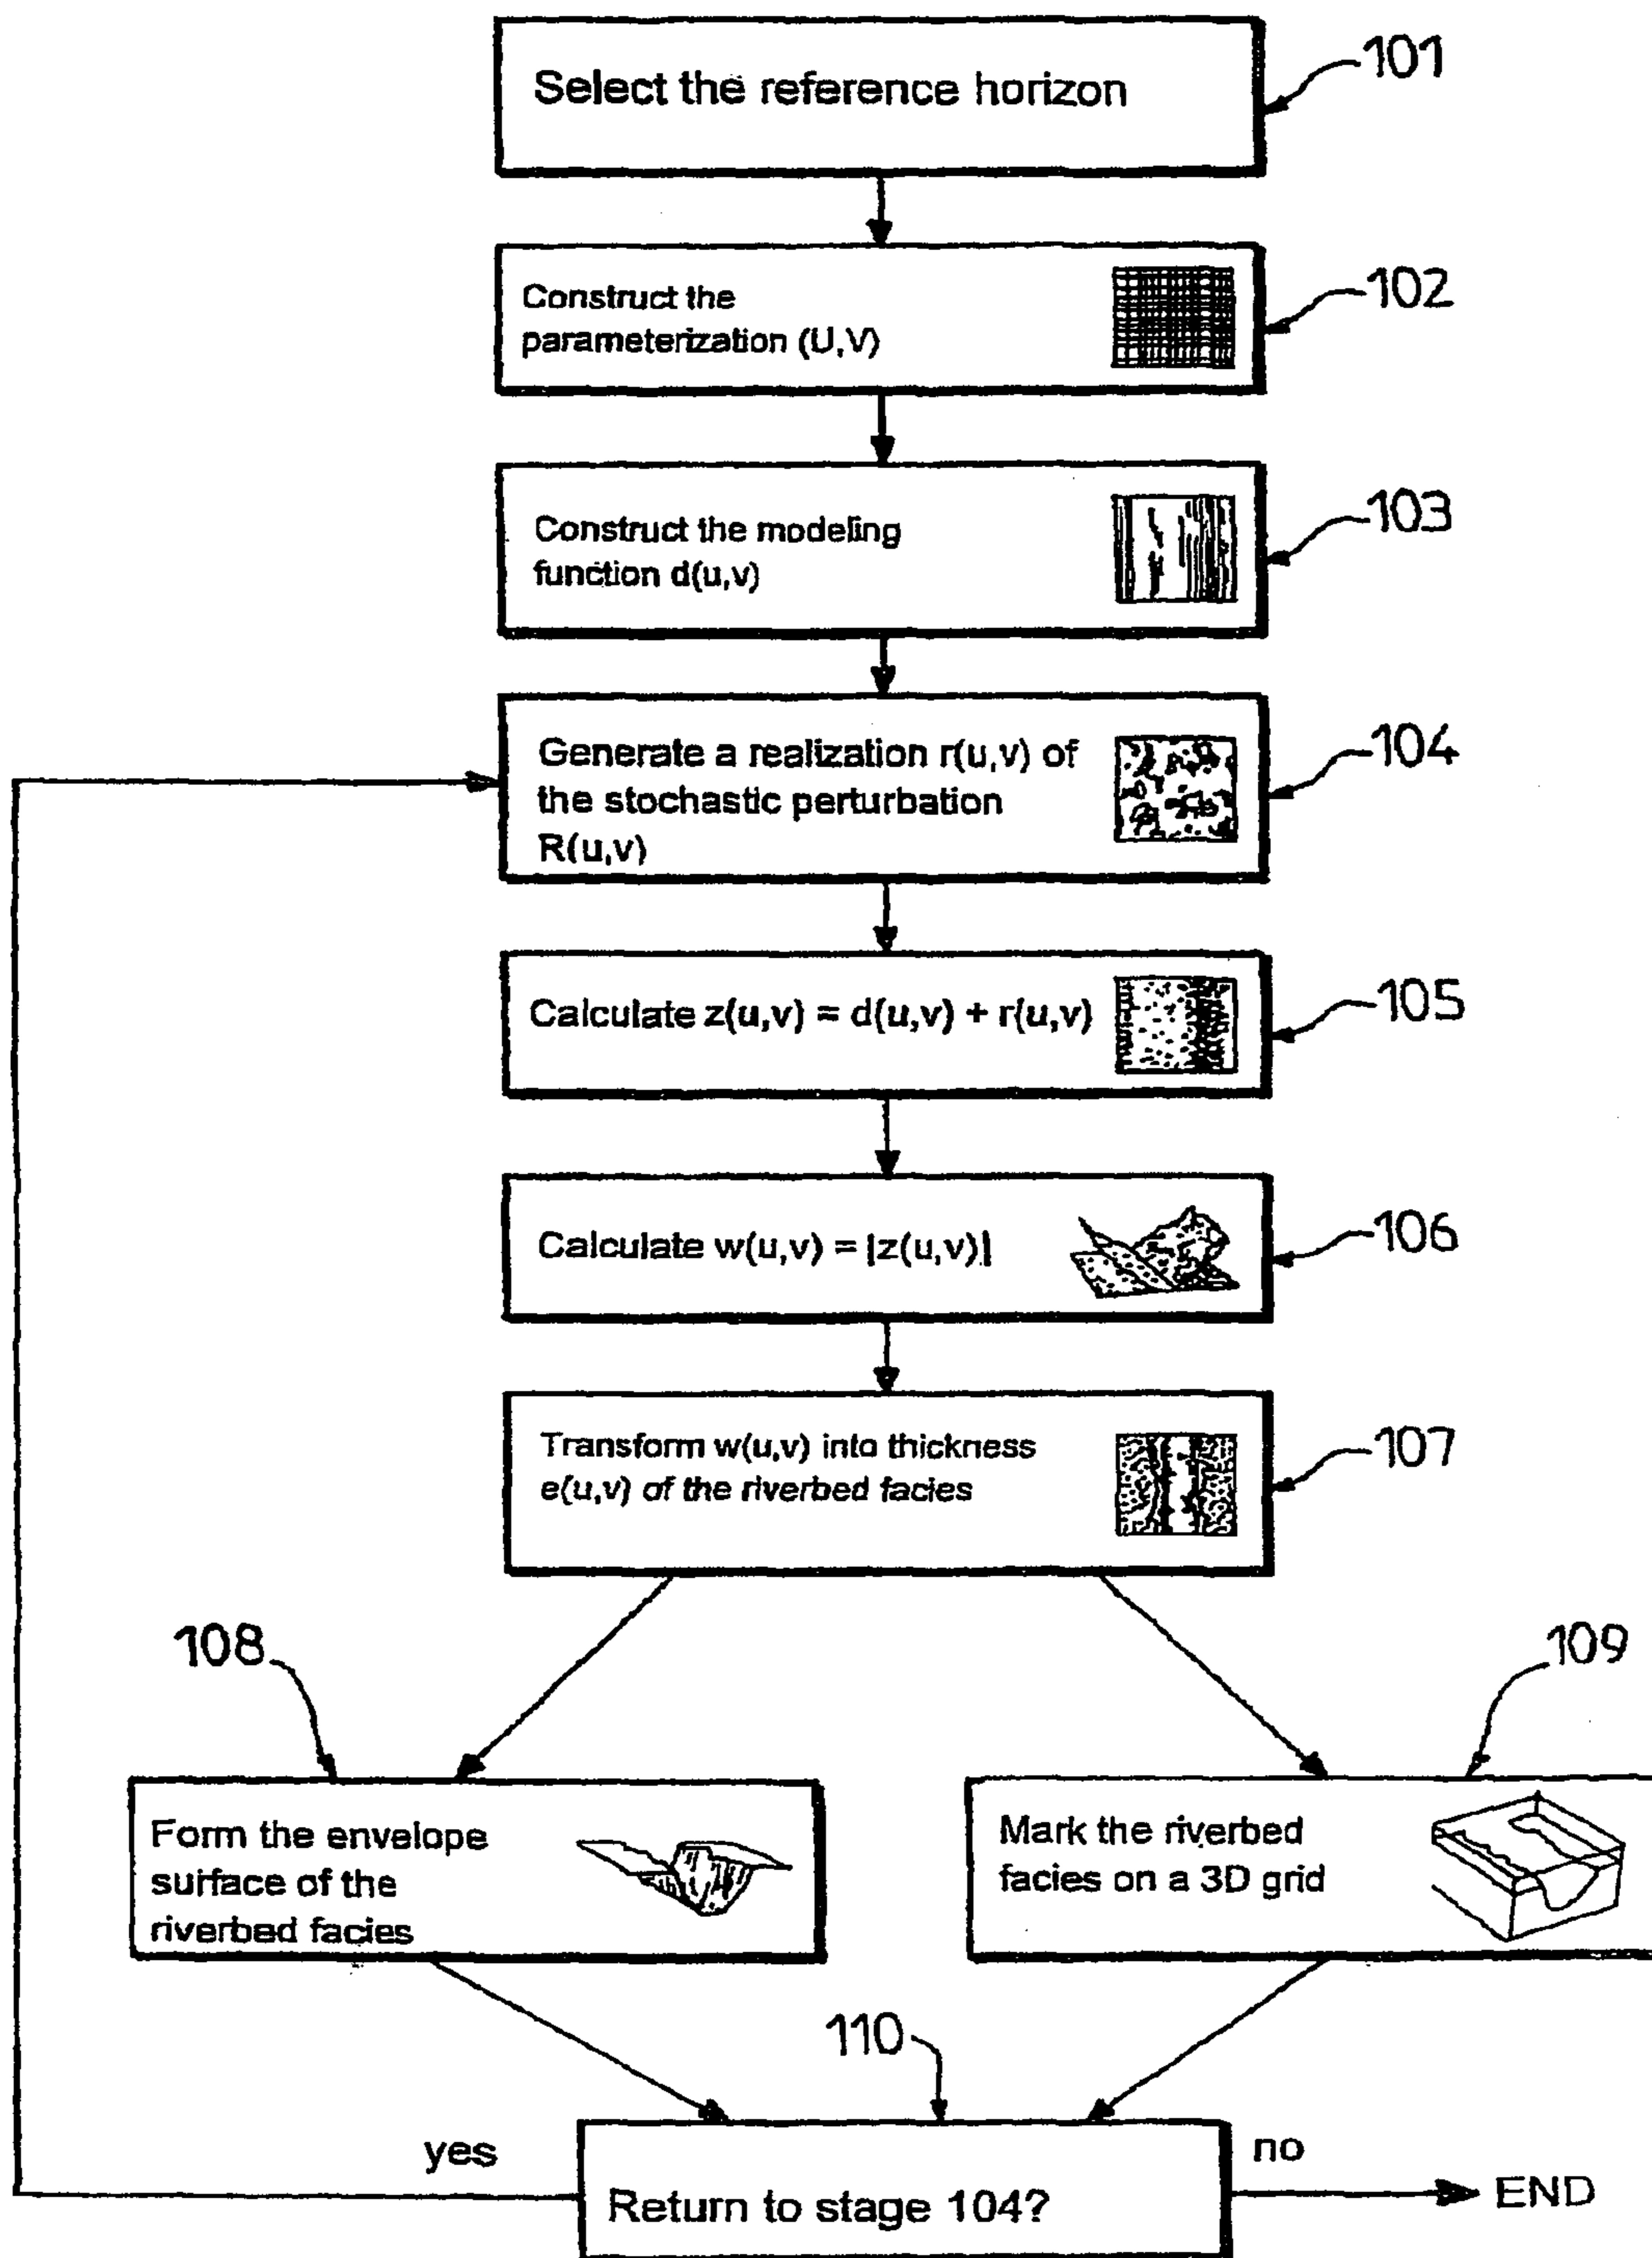 Select the reference horizon
101
Construct the
parameterization (U,V)
102
Construct the modeling
function d(u,v)
103
Generate a realization r(u,v) of
the stochastic perturbation
R(u,v)
104
Calculate z(u,v) = d(u,v) + r(u,v)
105
Calculate w(u,v) = |z(u,v)|
106
Transform w(u,v) into thickness
e(u,v) of the riverbed facies
107
108
109
Form the envelope
surface of the
riverbed facies
Mark the riverbed
facies on a 3D grid
110
yes
no
Return to stage 104?
END